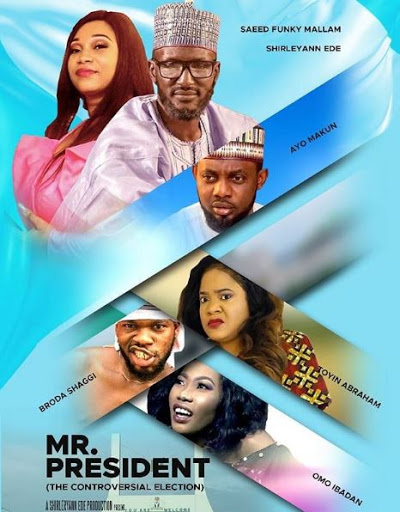 SAEED FUNKY MALLAM
SHIRLEYANN EDE
AYO MAKUN
BRODA SHAGGI
TOYIN ABRAHAM
OMO IBADAN
MR.
PRESIDENT
(THE CONTROVERSIAL ELECTION)
A SHIRLEYANN EDE PRODUCTION
WELCOME